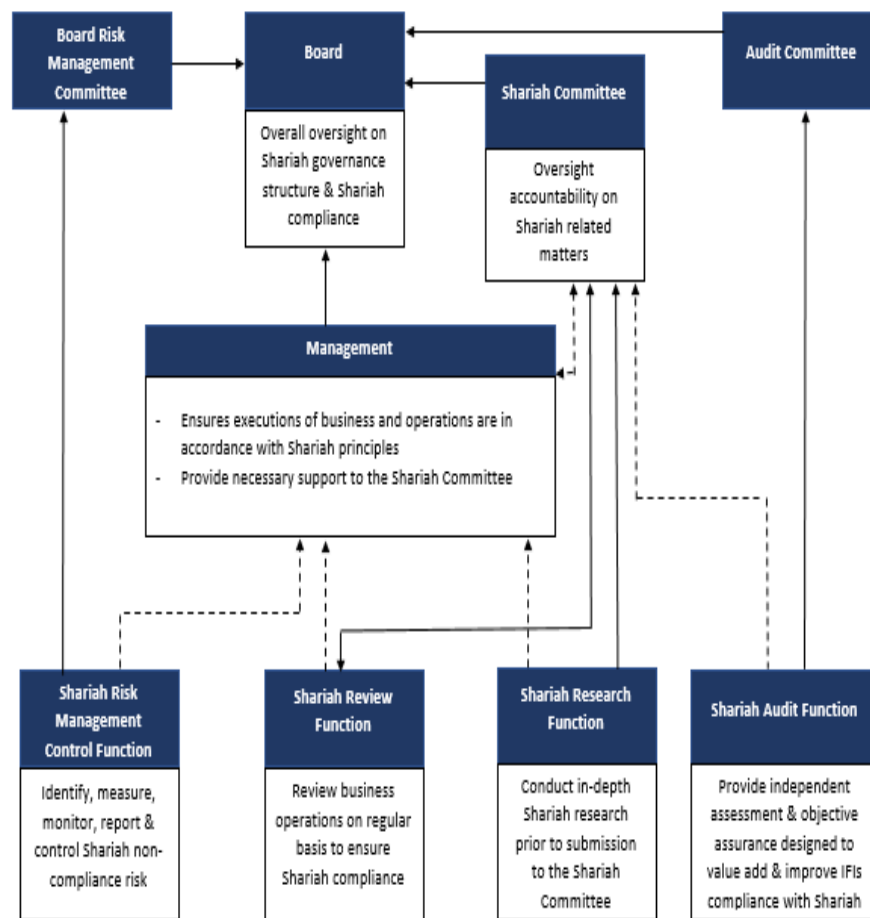 Board Risk
Management
Committee
Board
Audit Committee
Shariah Committee
Overall oversight on
Shariah governance
structure & Shariah
compliance
Oversight
accountability on
Shariah related
matters
Management
- Ensures executions of business and operations are in
accordance with Shariah principles
- Provide necessary support to the Shariah Committee
Shariah Risk
Management
Control Function
Identify, measure,
monitor, report &
control Shariah non-
compliance risk
Shariah Review
Function
Review business
operations on regular
basis to ensure
Shariah compliance
Shariah Research
Function
Conduct in-depth
Shariah research
prior to submission
to the Shariah
Committee
Shariah Audit Function
Provide independent
assessment & objective
assurance designed to
value add & improve IFIs
compliance with Shariah